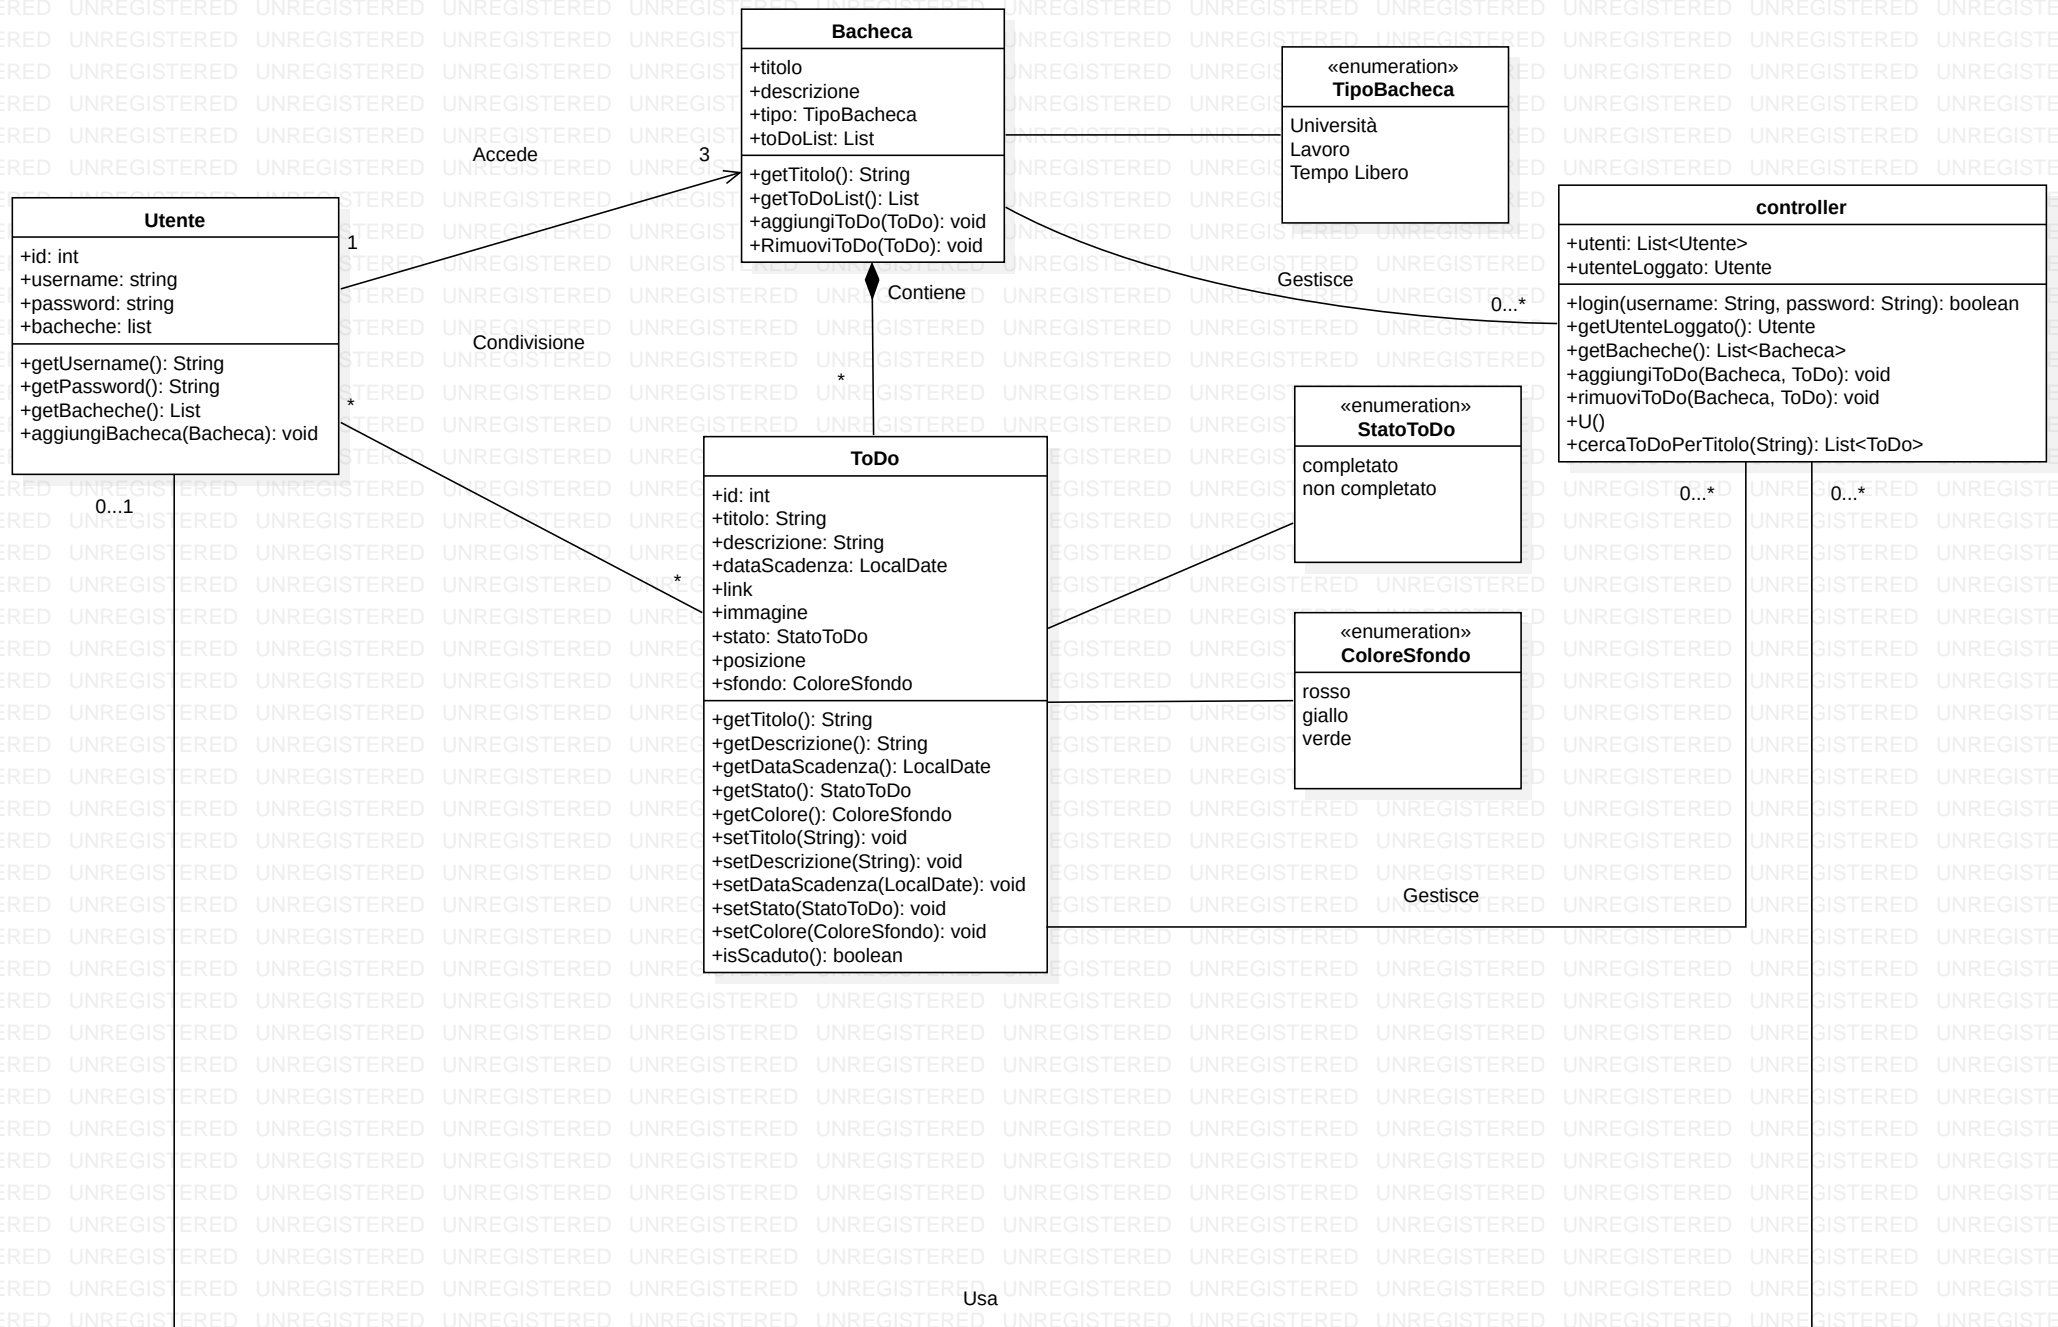 Bacheca
+titolo
+descrizione
+tipo: TipoBacheca
+toDoList: List
+getTitolo(): String
+getToDoList(): List
+aggiungiToDo(ToDo): void
+RimuoviToDo(ToDo): void
«enumeration»
TipoBacheca
Università
Lavoro
Tempo Libero
Accede
3
1
Utente
+id: int
+username: string
+password: string
+bacheche: list
+getUsername(): String
+getPassword(): String
+getBacheche(): List
+aggiungiBacheca(Bacheca): void
0...1
controller
+utenti: List<Utente>
+utenteLoggato: Utente
+login(username: String, password: String): boolean
+getUtenteLoggato(): Utente
+getBacheche(): List<Bacheca>
+aggiungiToDo(Bacheca, ToDo): void
+rimuoviToDo(Bacheca, ToDo): void
+U()
+cercaToDoPerTitolo(String): List<ToDo>
Gestisce
0...*
0...*
0...*
Contiene
*
Condivisione
*
*
ToDo
+id: int
+titolo: String
+descrizione: String
+dataScadenza: LocalDate
+link
+immagine
+stato: StatoToDo
+posizione
+sfondo: ColoreSfondo
+getTitolo(): String
+getDescrizione(): String
+getDataScadenza(): LocalDate
+getStato(): StatoToDo
+getColore(): ColoreSfondo
+setTitolo(String): void
+setDescrizione(String): void
+setDataScadenza(LocalDate): void
+setStato(StatoToDo): void
+setColore(ColoreSfondo): void
+isScaduto(): boolean
«enumeration»
StatoToDo
completato
non completato
«enumeration»
ColoreSfondo
rosso
giallo
verde
Gestisce
Usa
UNREGISTERED